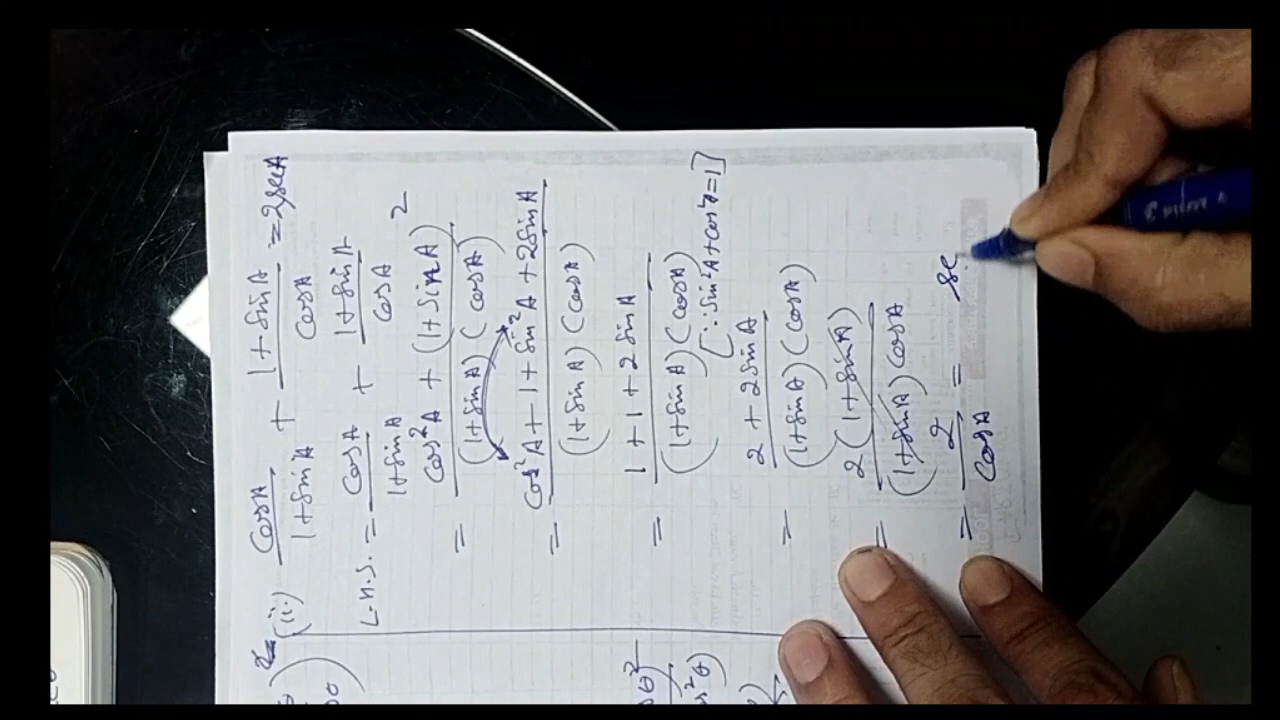 (ii.) cosA / 1+sinA + 1+sinA / cosA = 2secA
L.H.S. = cosA / 1+sinA + 1+sinA / cosA
= cos²A + (1+sinA)² / (1+sinA)(cosA)
= cos²A + 1 + sin²A + 2sinA / (1+sinA)(cosA)
= 1+1+2sinA / (1+sinA)(cosA)
[∵ sin²A+cos²A=1]
= 2+2sinA / (1+sinA)(cosA)
= 2(1+sinA) / (1+sinA)cosA
= 2 / cosA = se